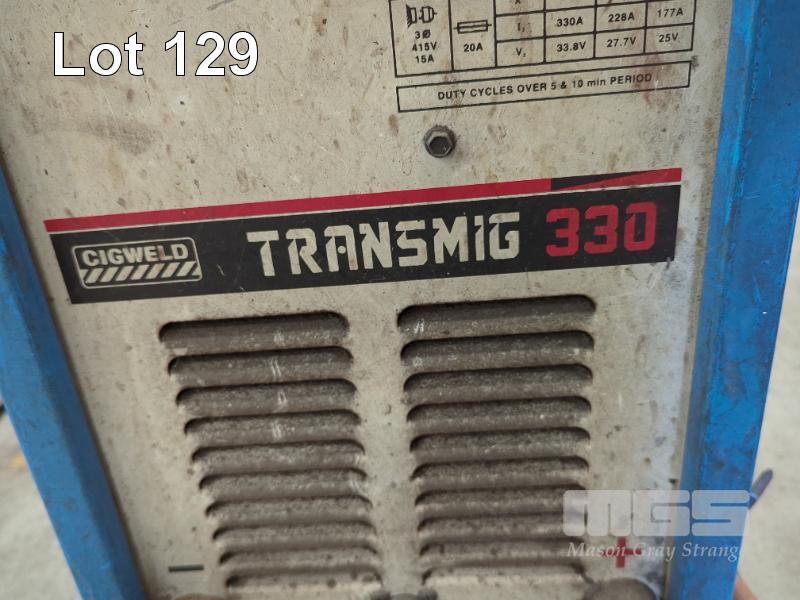 Lot 129
3Ø
415V
15A
20A
I₂ 330A 228A 177A
V₂ 33.8V 27.7V 25V
DUTY CYCLES OVER 5 & 10 min PERIOD
CIGWELD TRANSMIG 330
MGS
Mason Gray Strang
- +